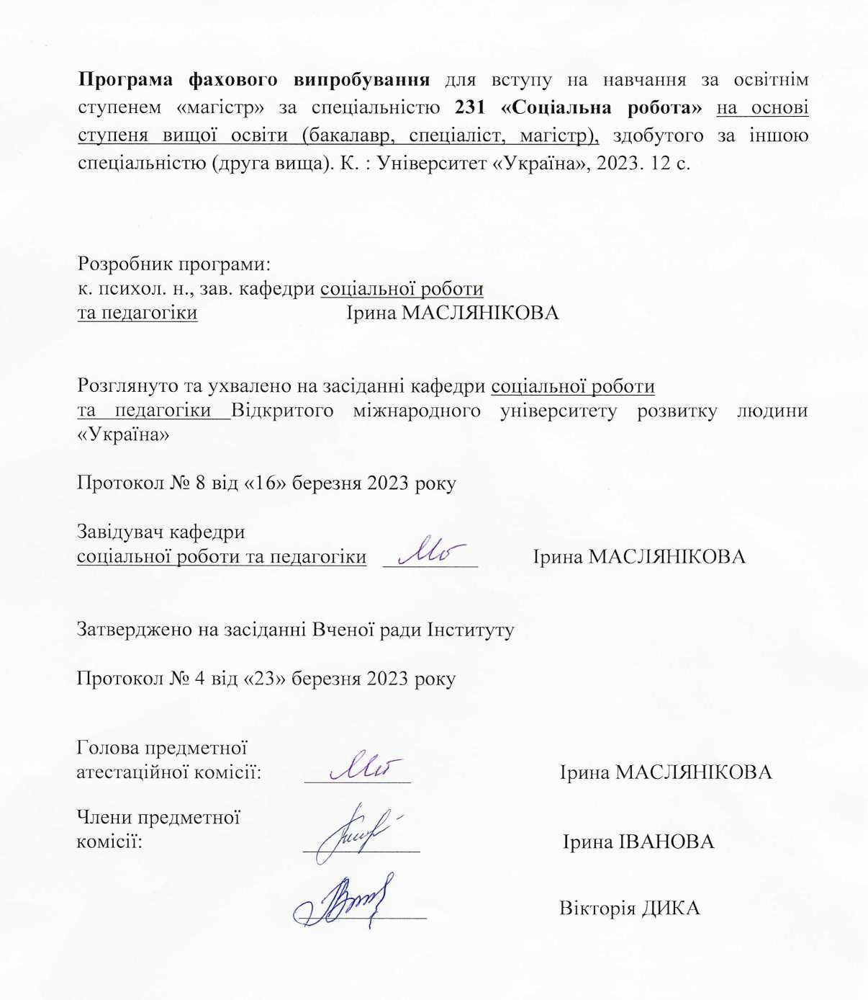 Програма фахового випробування для вступу на навчання за освітнім
ступенем «магістр» за спеціальністю 231 «Соціальна робота» на основі
ступеня вищої освіти (бакалавр, спеціаліст, магістр), здобутого за іншою
спеціальністю (друга вища). К. : Університет «Україна», 2023. 12 с.
Розробник програми:
к. психол. н., зав. кафедри соціальної роботи
та педагогіки Ірина МАСЛЯНІКОВА
Розглянуто та ухвалено на засіданні кафедри соціальної роботи
та педагогіки Відкритого міжнародного університету розвитку людини
«Україна»
Протокол № 8 від «16» березня 2023 року
Завідувач кафедри
соціальної роботи та педагогіки Ірина МАСЛЯНІКОВА
Затверджено на засіданні Вченої ради Інституту
Протокол № 4 від «23» березня 2023 року
Голова предметної
атестаційної комісії: Ірина МАСЛЯНІКОВА
Члени предметної
комісії: Ірина ІВАНОВА
Вікторія ДИКА